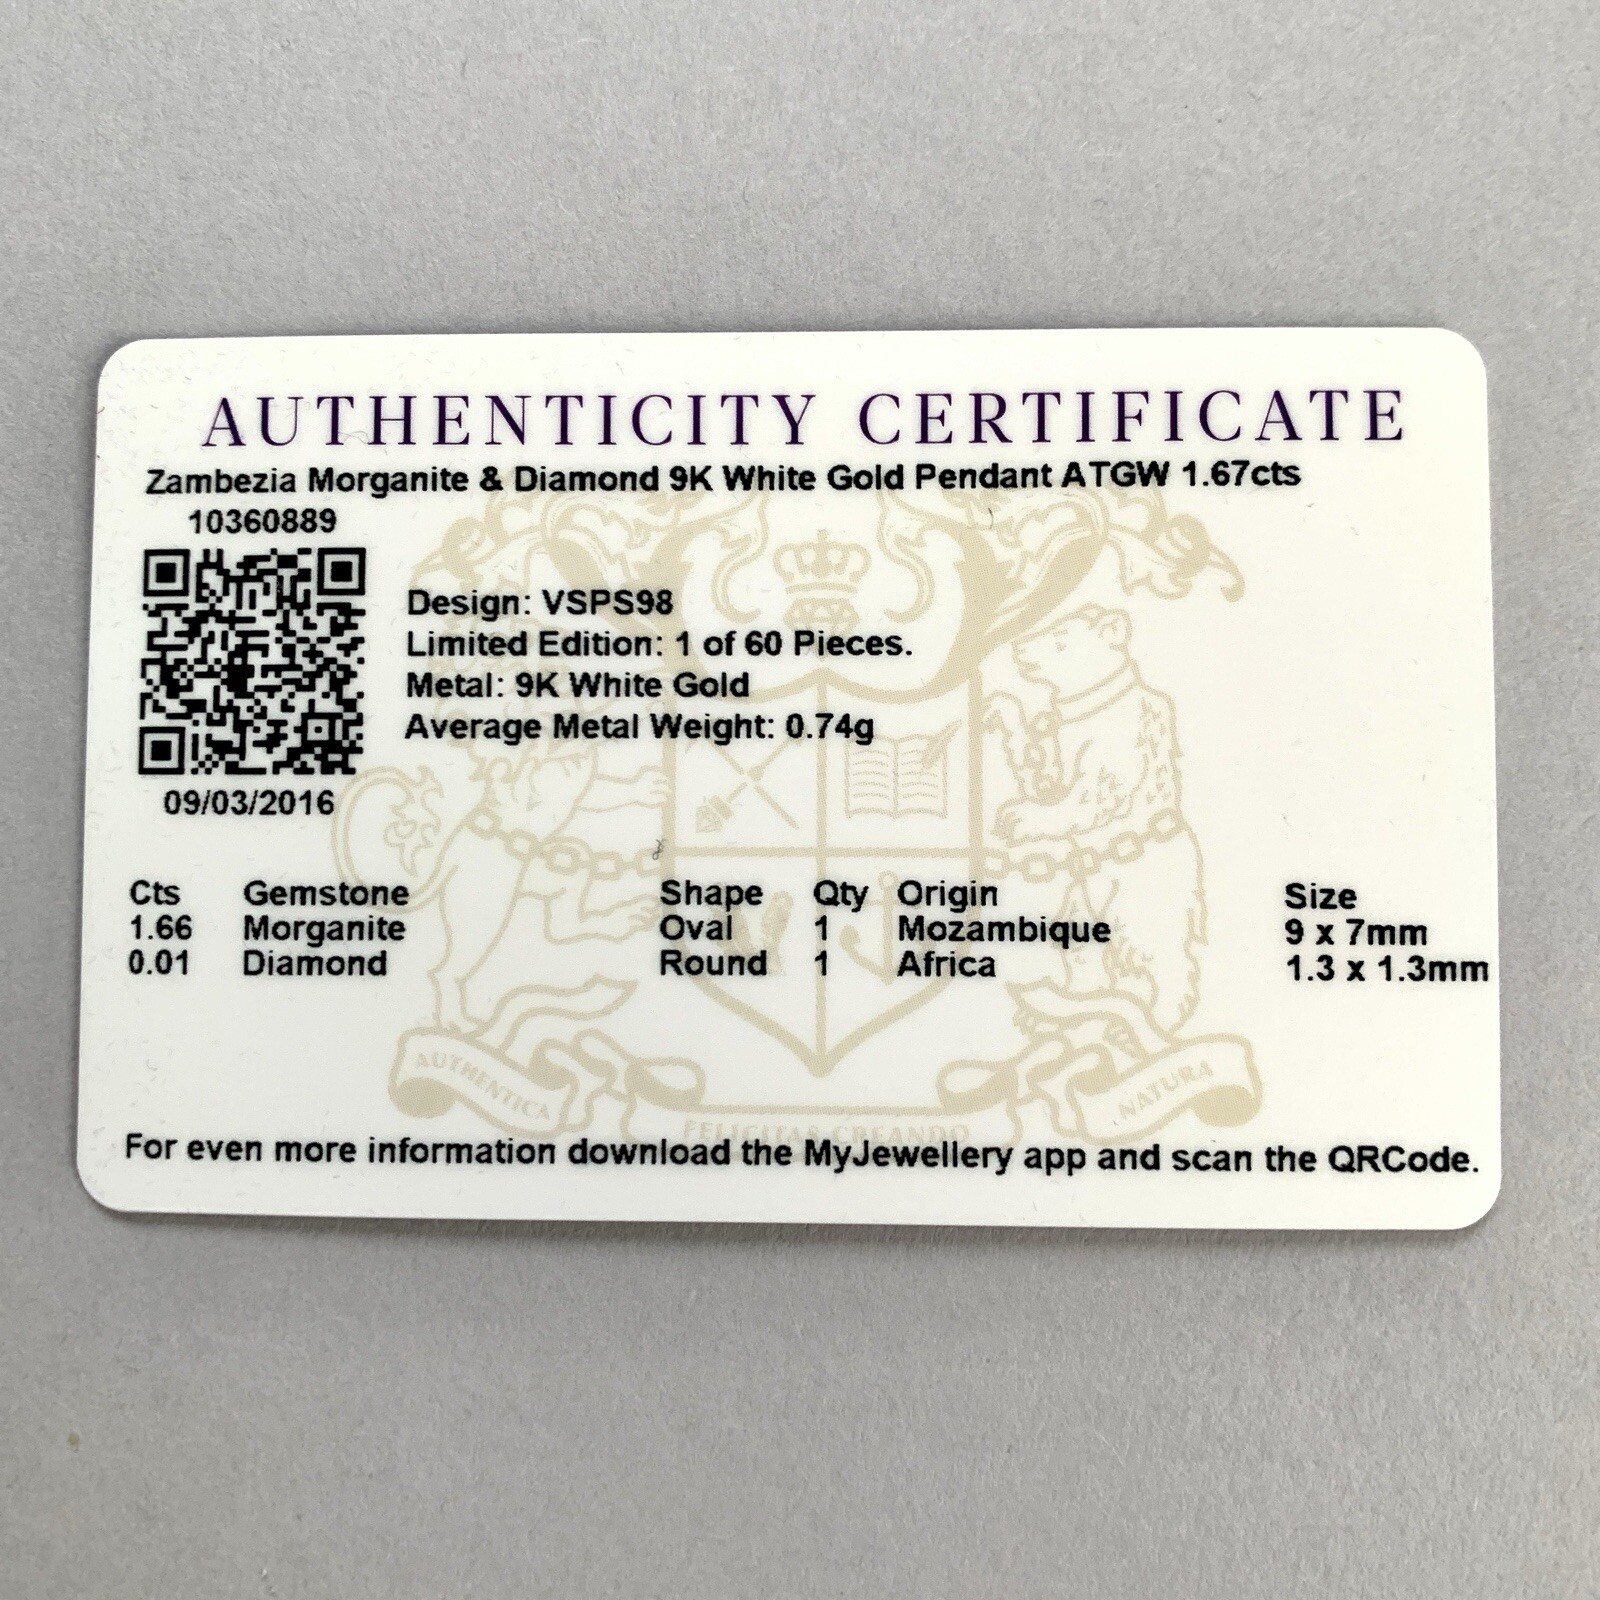 AUTHENTICITY CERTIFICATE
Zambezia Morganite & Diamond 9K White Gold Pendant ATGW 1.67cts
10360889
Design: VSPS98
Limited Edition: 1 of 60 Pieces.
Metal: 9K White Gold
Average Metal Weight: 0.74g
09/03/2016
Cts Gemstone Shape Qty Origin Size
1.66 Morganite Oval 1 Mozambique 9 x 7mm
0.01 Diamond Round 1 Africa 1.3 x 1.3mm
AUTHENTICA
NATURA
FELICITAS CREANDO
For even more information download the MyJewellery app and scan the QRCode.